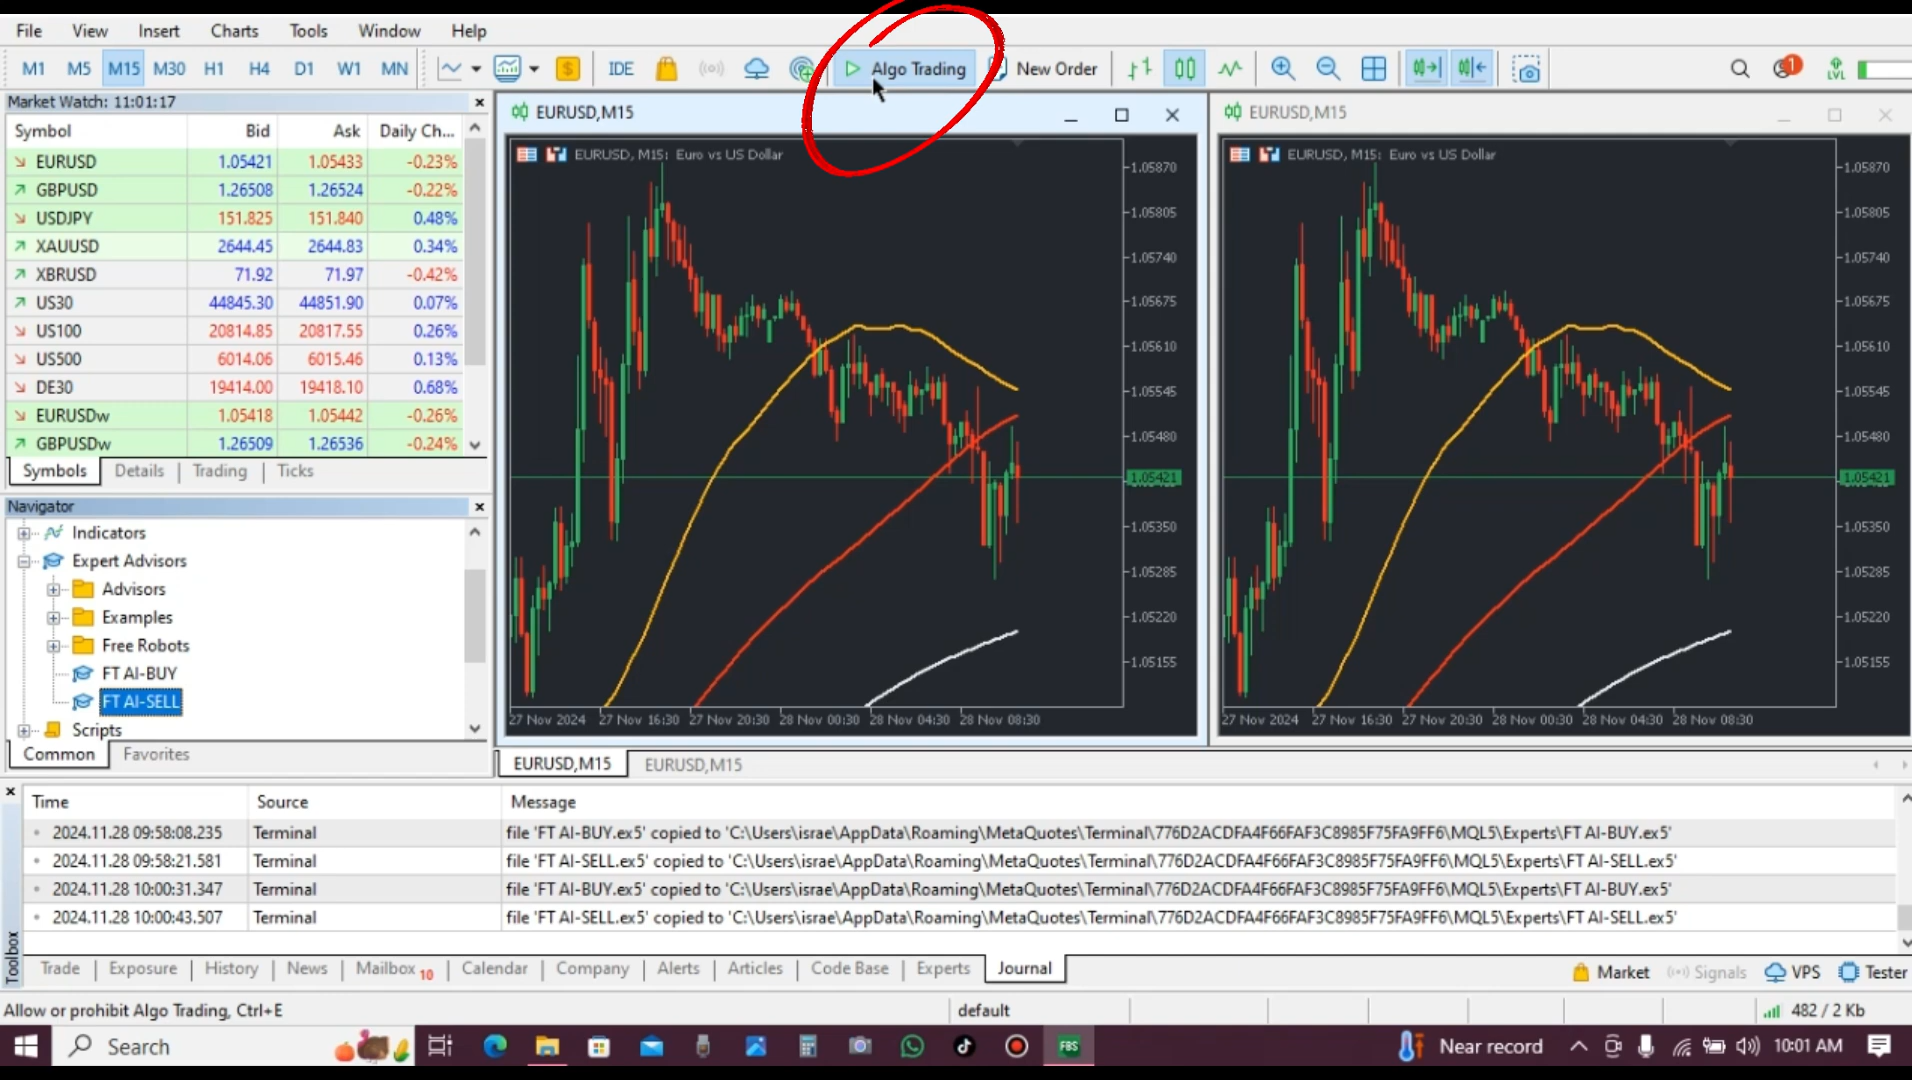 File View Insert Charts Tools Window Help
M1 M5 M15 M30 H1 H4 D1 W1 MN IDE Algo Trading New Order 1 LVL
Market Watch: 11:01:17
Symbol Bid Ask Daily Ch...
EURUSD 1.05421 1.05433 -0.23%
GBPUSD 1.26508 1.26524 -0.22%
USDJPY 151.825 151.840 0.48%
XAUUSD 2644.45 2644.83 0.34%
XBRUSD 71.92 71.97 -0.42%
US30 44845.30 44851.90 0.07%
US100 20814.85 20817.55 0.26%
US500 6014.06 6015.46 0.13%
DE30 19414.00 19418.10 0.68%
EURUSDw 1.05418 1.05442 -0.26%
GBPUSDw 1.26509 1.26536 -0.24%
Symbols Details Trading Ticks
Navigator
Indicators
Expert Advisors
Advisors
Examples
Free Robots
FT AI-BUY
FT AI-SELL
Scripts
Common Favorites
EURUSD,M15
EURUSD, M15: Euro vs US Dollar
1.05870
1.05805
1.05740
1.05675
1.05610
1.05545
1.05480
1.05421
1.05350
1.05285
1.05220
1.05155
27 Nov 2024 27 Nov 16:30 27 Nov 20:30 28 Nov 00:30 28 Nov 04:30 28 Nov 08:30
EURUSD,M15
EURUSD, M15: Euro vs US Dollar
1.05870
1.05805
1.05740
1.05675
1.05610
1.05545
1.05480
1.05421
1.05350
1.05285
1.05220
1.05155
27 Nov 2024 27 Nov 16:30 27 Nov 20:30 28 Nov 00:30 28 Nov 04:30 28 Nov 08:30
EURUSD,M15 EURUSD,M15
Time Source Message
2024.11.28 09:58:08.235 Terminal file 'FT AI-BUY.ex5' copied to 'C:\Users\israe\AppData\Roaming\MetaQuotes\Terminal\776D2ACDFA4F66FAF3C8985F75FA9FF6\MQL5\Experts\FT AI-BUY.ex5'
2024.11.28 09:58:21.581 Terminal file 'FT AI-SELL.ex5' copied to 'C:\Users\israe\AppData\Roaming\MetaQuotes\Terminal\776D2ACDFA4F66FAF3C8985F75FA9FF6\MQL5\Experts\FT AI-SELL.ex5'
2024.11.28 10:00:31.347 Terminal file 'FT AI-BUY.ex5' copied to 'C:\Users\israe\AppData\Roaming\MetaQuotes\Terminal\776D2ACDFA4F66FAF3C8985F75FA9FF6\MQL5\Experts\FT AI-BUY.ex5'
2024.11.28 10:00:43.507 Terminal file 'FT AI-SELL.ex5' copied to 'C:\Users\israe\AppData\Roaming\MetaQuotes\Terminal\776D2ACDFA4F66FAF3C8985F75FA9FF6\MQL5\Experts\FT AI-SELL.ex5'
Toolbox
Trade Exposure History News Mailbox 10 Calendar Company Alerts Articles Code Base Experts Journal Market Signals VPS Tester
Allow or prohibit Algo Trading, Ctrl+E default 482 / 2 Kb
Search FBS Near record 10:01 AM